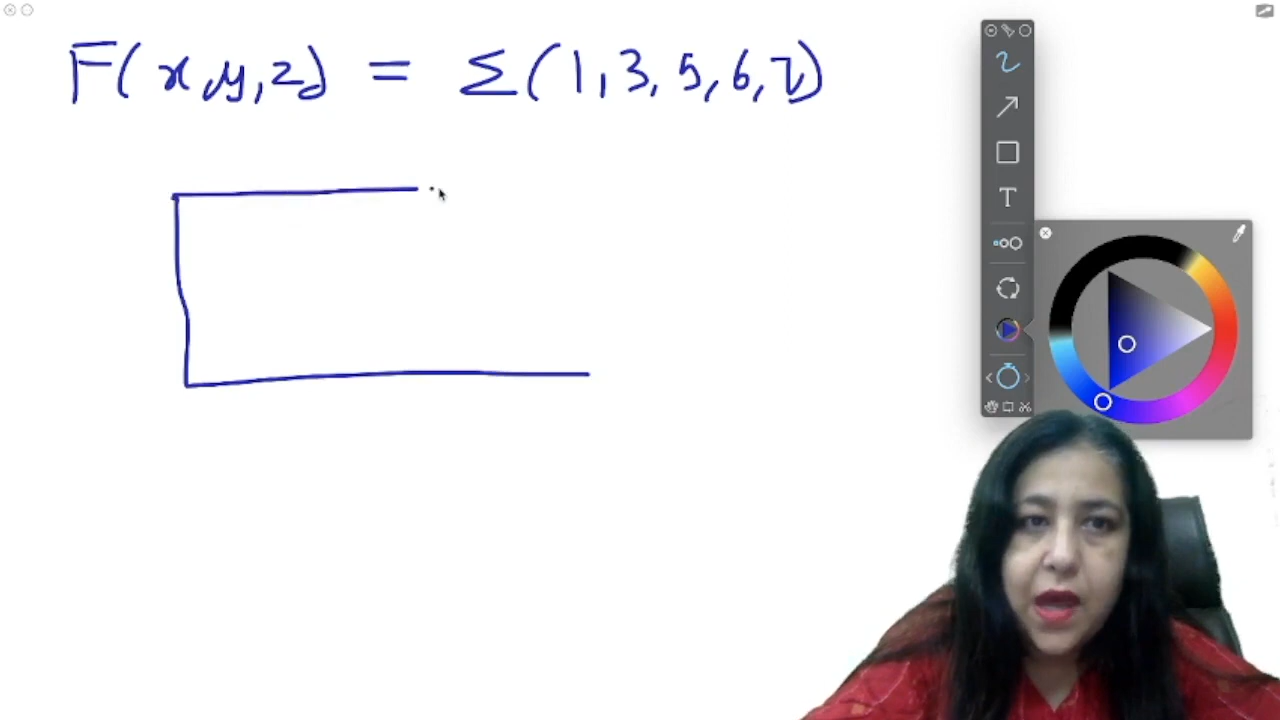 F(x,y,z) = Σ(1,3,5,6,7)
T